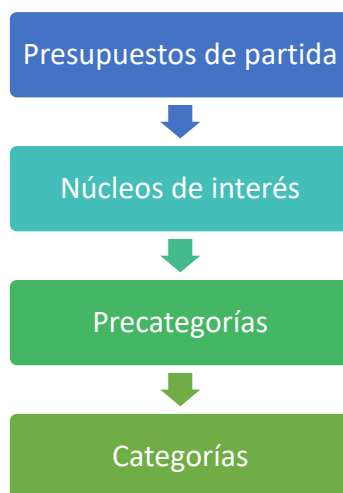 Presupuestos de partida
Núcleos de interés
Precategorías
Categorías